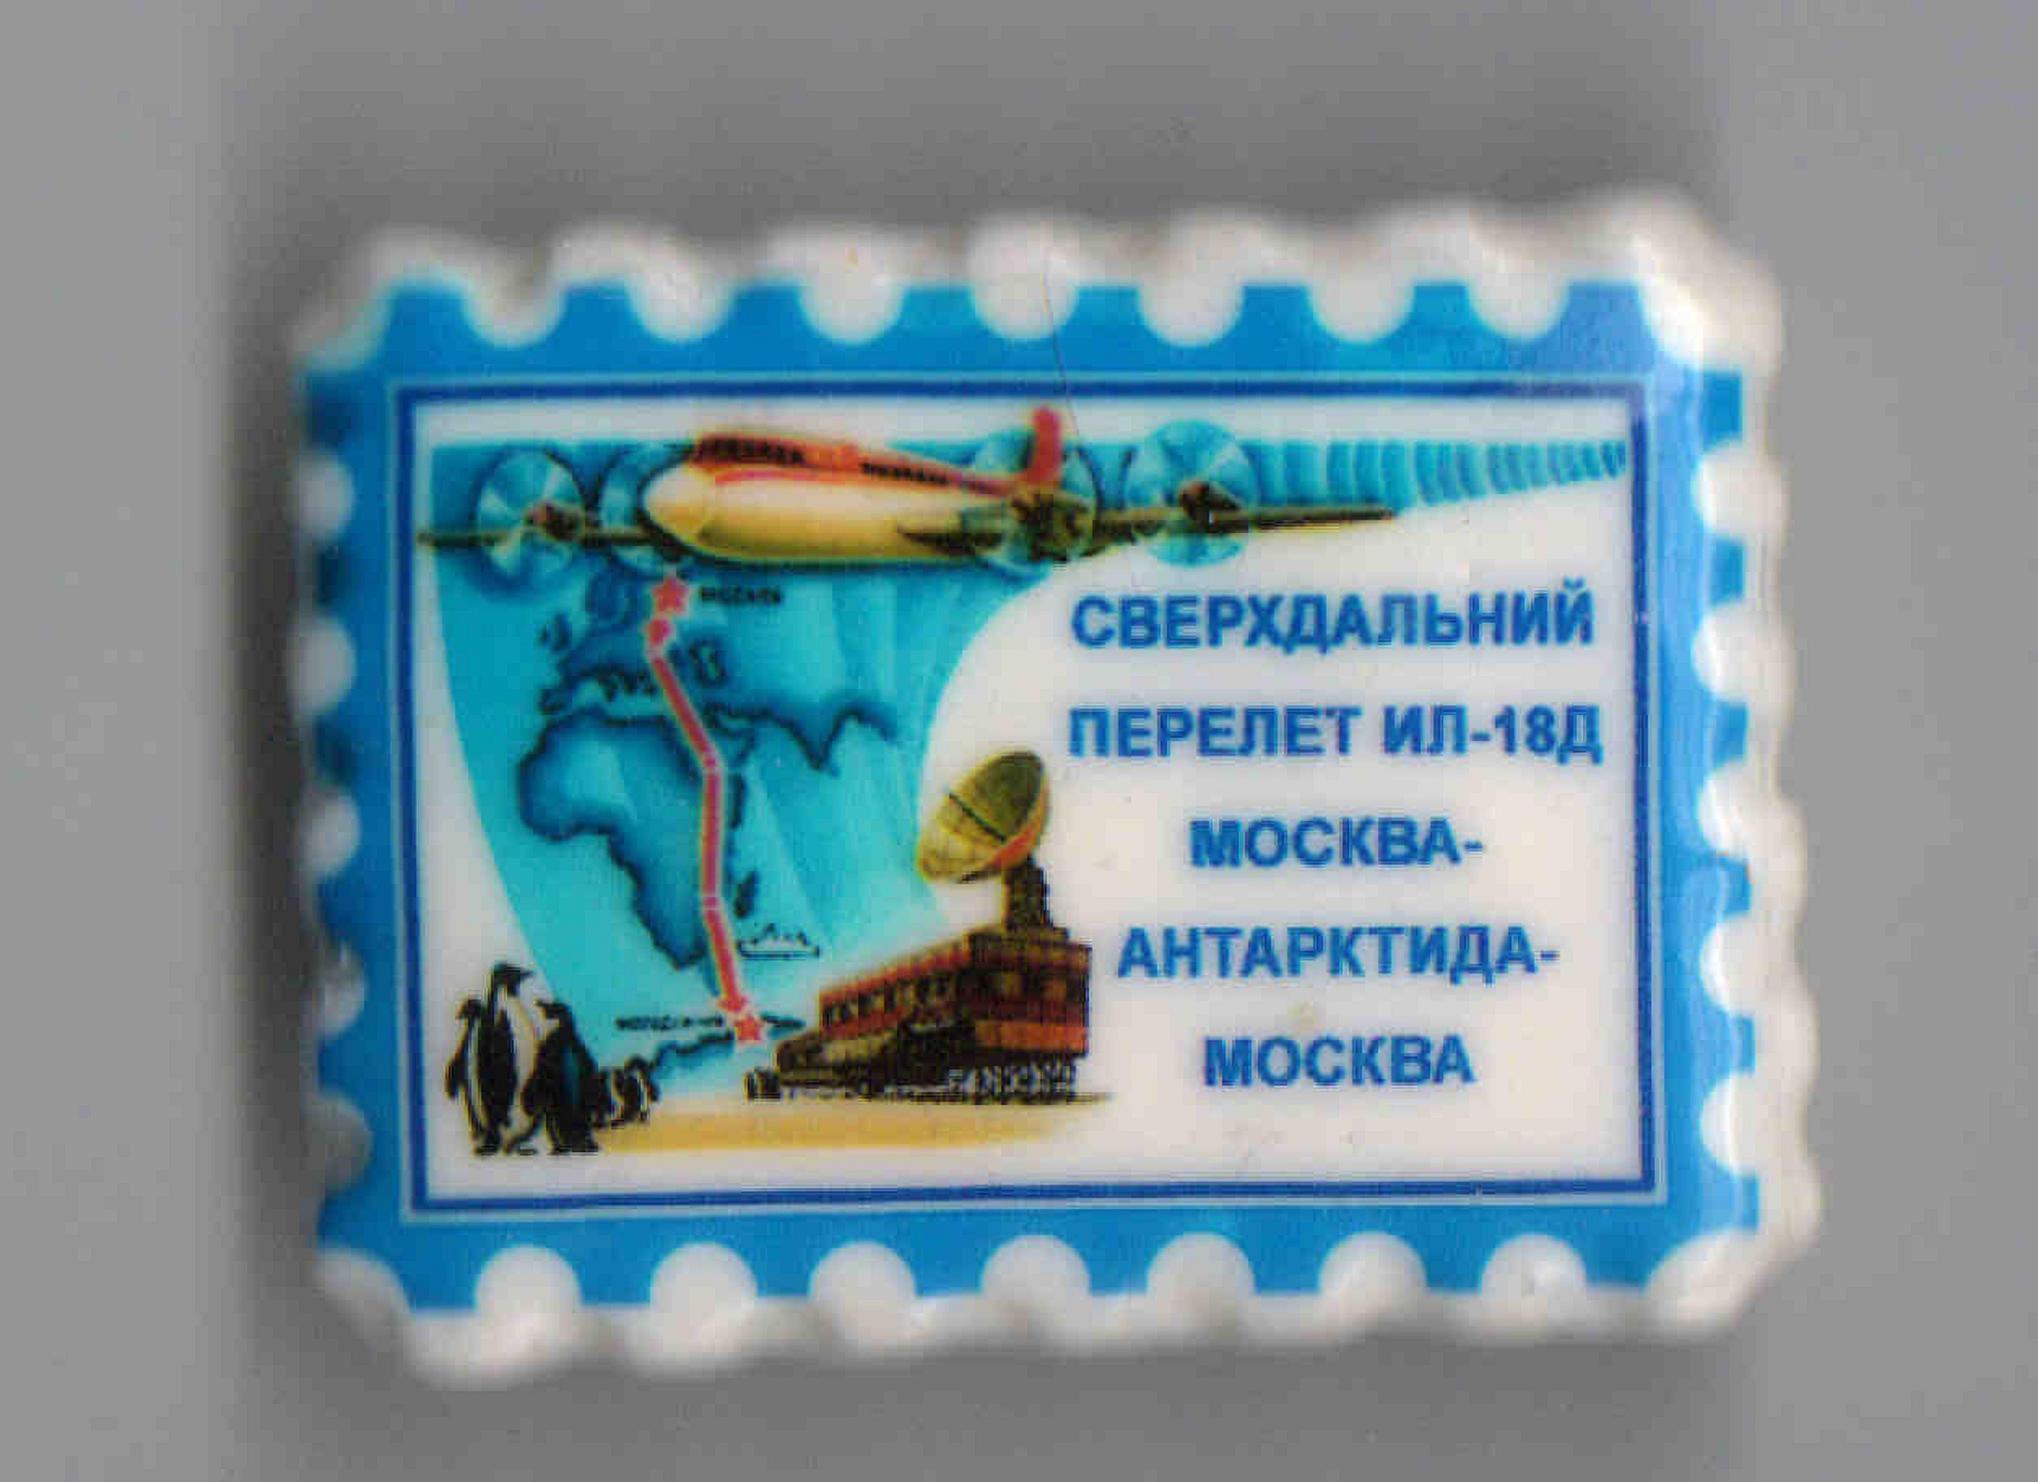 СВЕРХДАЛЬНИЙ
ПЕРЕЛЕТ ИЛ-18Д
МОСКВА-
АНТАРКТИДА-
МОСКВА